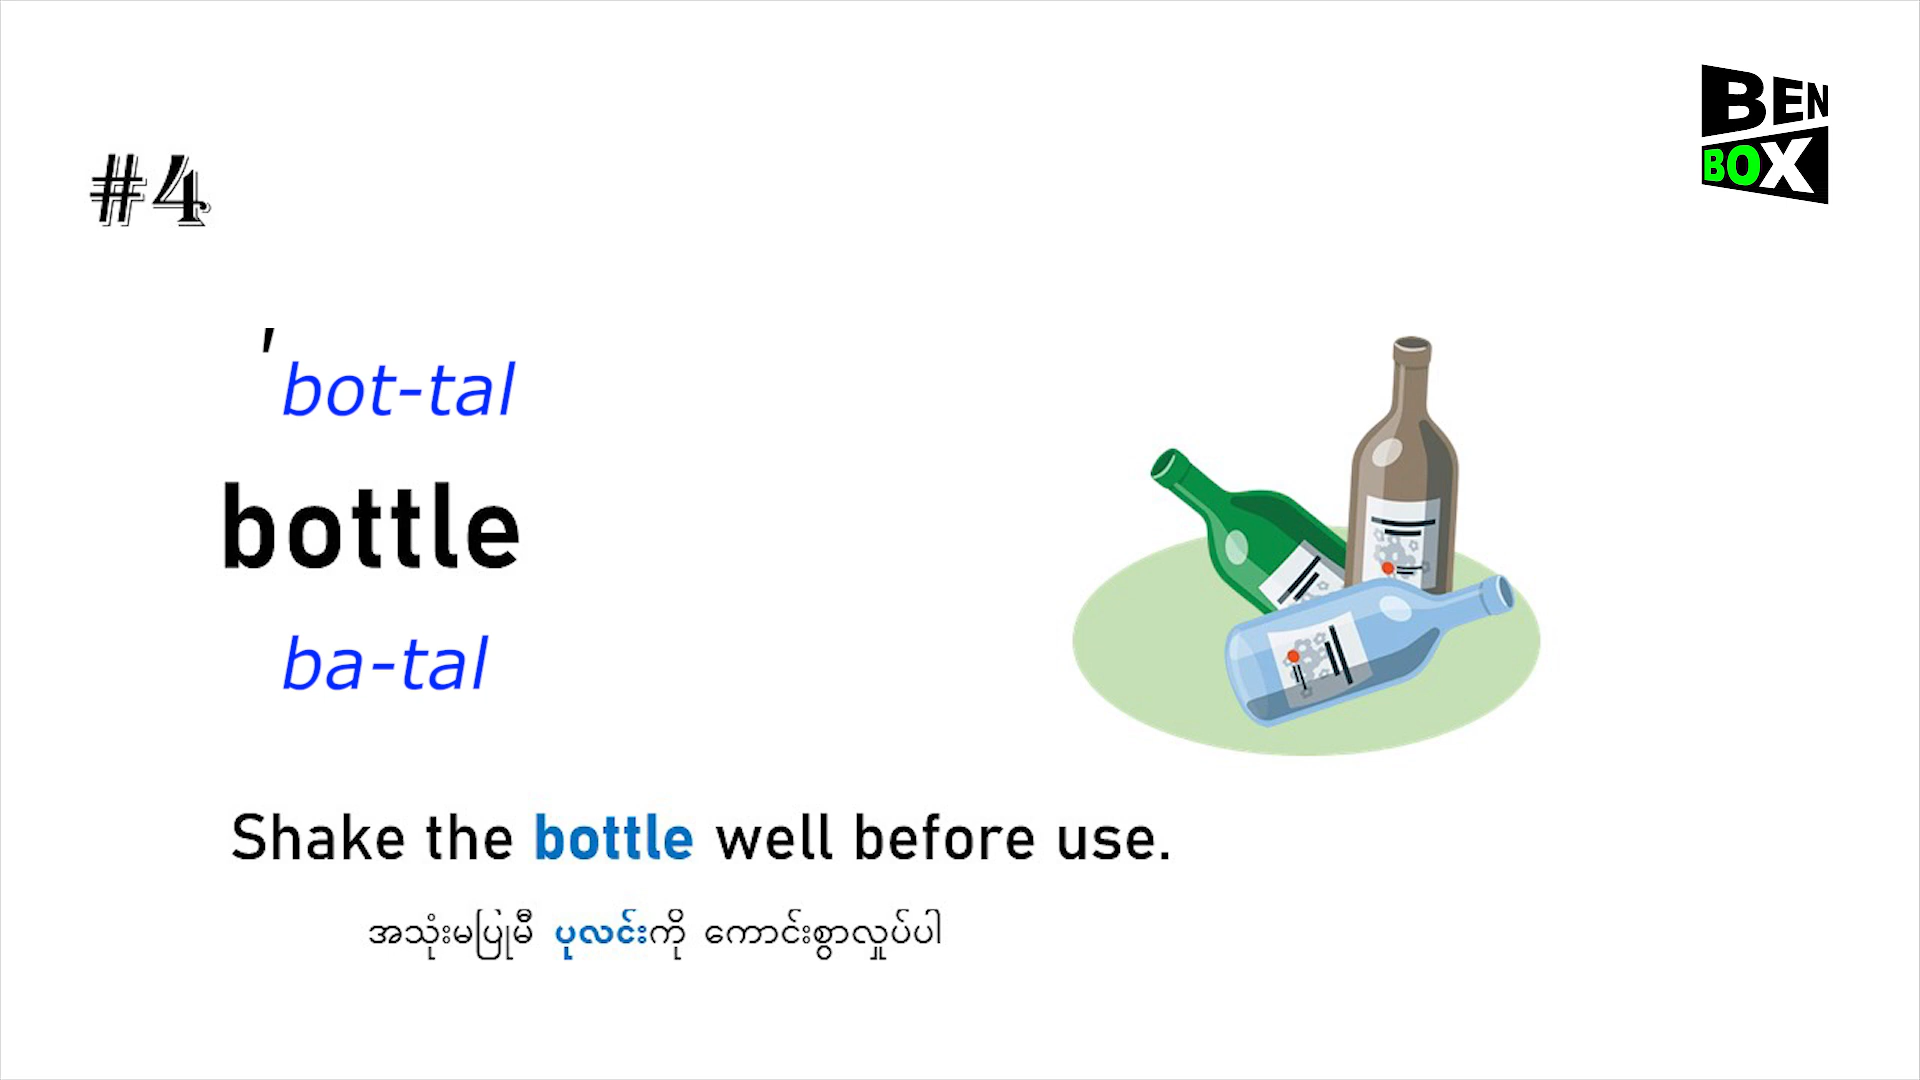 BEN
BOX
#4
'bot-tal
bottle
ba-tal
Shake the bottle well before use.
အသုံးမပြုမီ ပုလင်းကို ကောင်းစွာလှုပ်ပါ